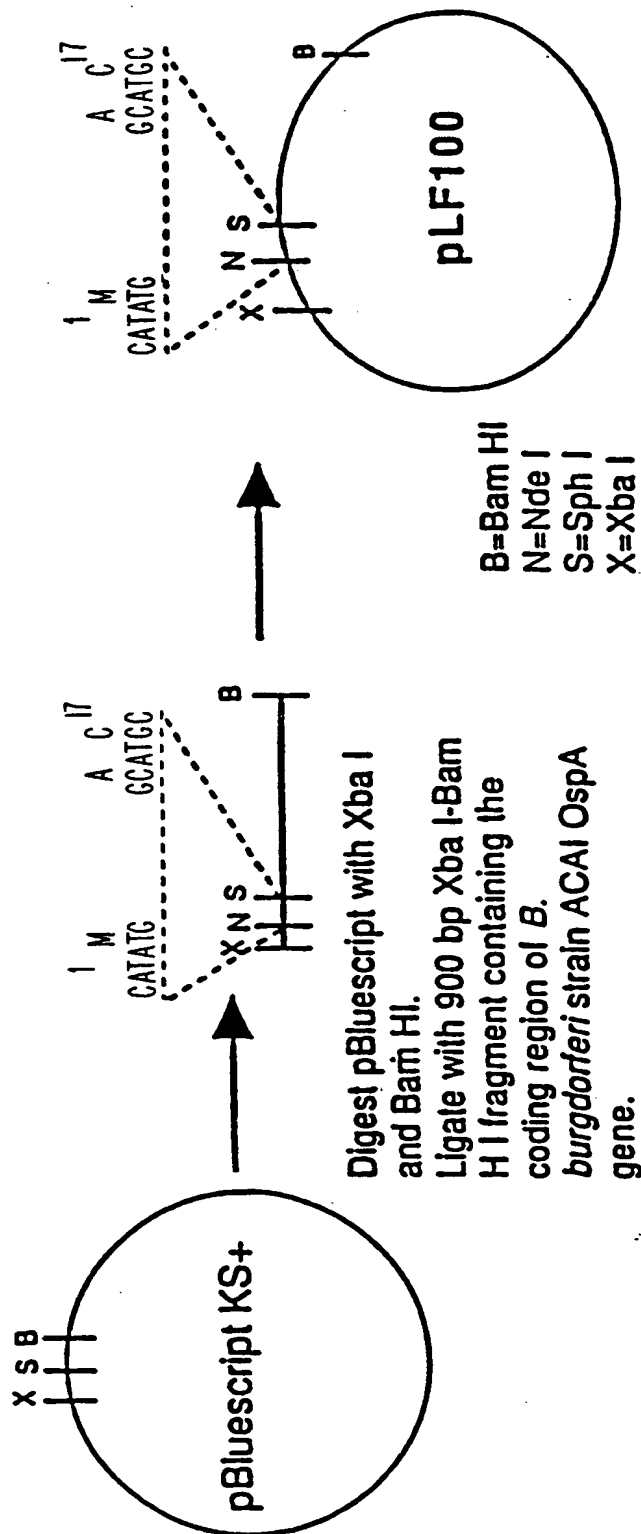 X S B
pBluescript KS+
1
M
CATATG
A C17
GCATGC
X N S
B
Digest pBluescript with Xba I
and Bam HI.
Ligate with 900 bp Xba I-Bam
H I fragment containing the
coding region of B.
burgdorferi strain ACAI OspA
gene.
1
M
CATATG
A C17
GCATGC
X N S
B
pLF100
B=Bam HI
N=Nde I
S=Sph I
X=Xba I